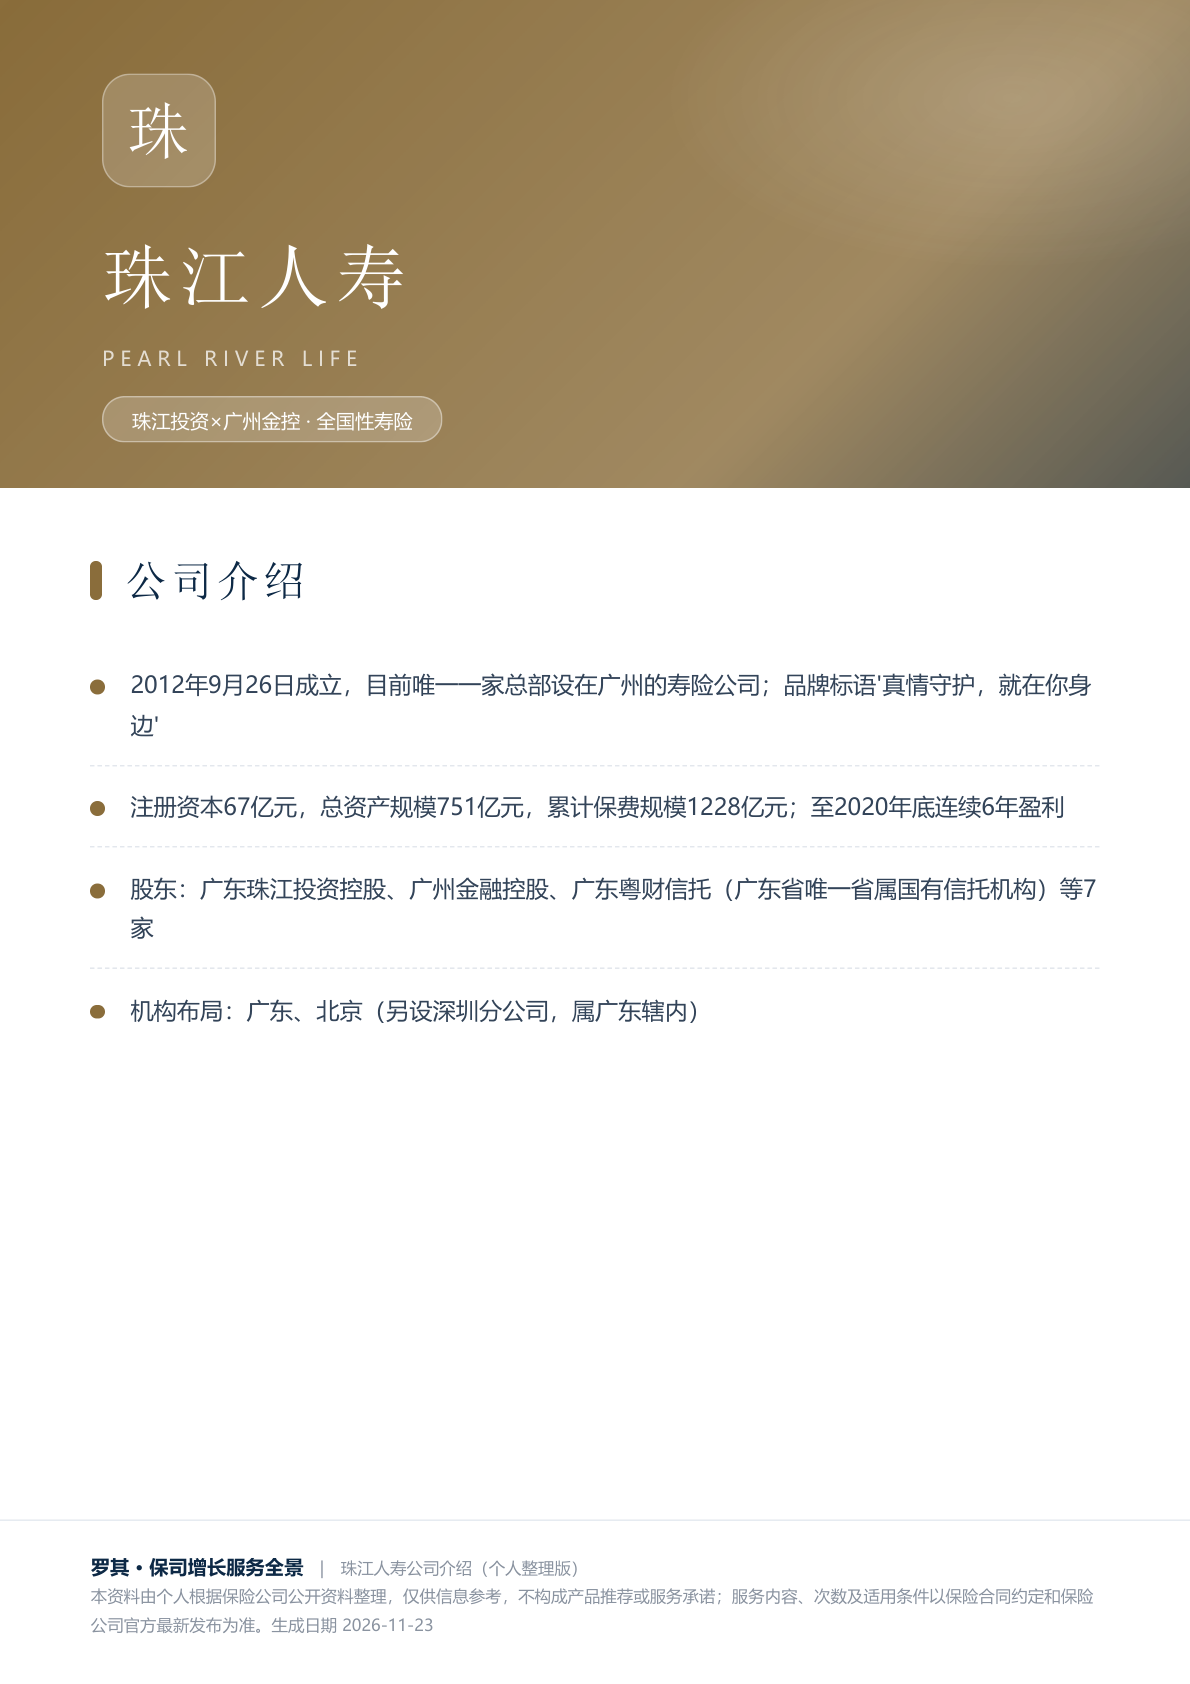 珠
珠江人寿
PEARL RIVER LIFE
珠江投资×广州金控 · 全国性寿险
公司介绍
2012年9月26日成立，目前唯一一家总部设在广州的寿险公司；品牌标语'真情守护，就在你身
边'
注册资本67亿元，总资产规模751亿元，累计保费规模1228亿元；至2020年底连续6年盈利
股东：广东珠江投资控股、广州金融控股、广东粤财信托（广东省唯一省属国有信托机构）等7
家
机构布局：广东、北京（另设深圳分公司，属广东辖内）
罗其 • 保司增长服务全景 ｜ 珠江人寿公司介绍（个人整理版）
本资料由个人根据保险公司公开资料整理，仅供信息参考，不构成产品推荐或服务承诺；服务内容、次数及适用条件以保险合同约定和保险
公司官方最新发布为准。生成日期 2026-11-23